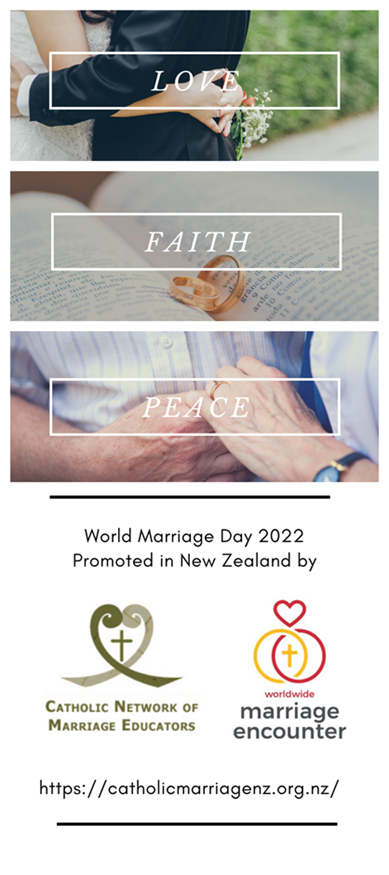 LOVE
FAITH
PEACE
World Marriage Day 2022
Promoted in New Zealand by
CATHOLIC NETWORK OF
MARRIAGE EDUCATORS
worldwide
marriage
encounter
https://catholicmarriagenz.org.nz/